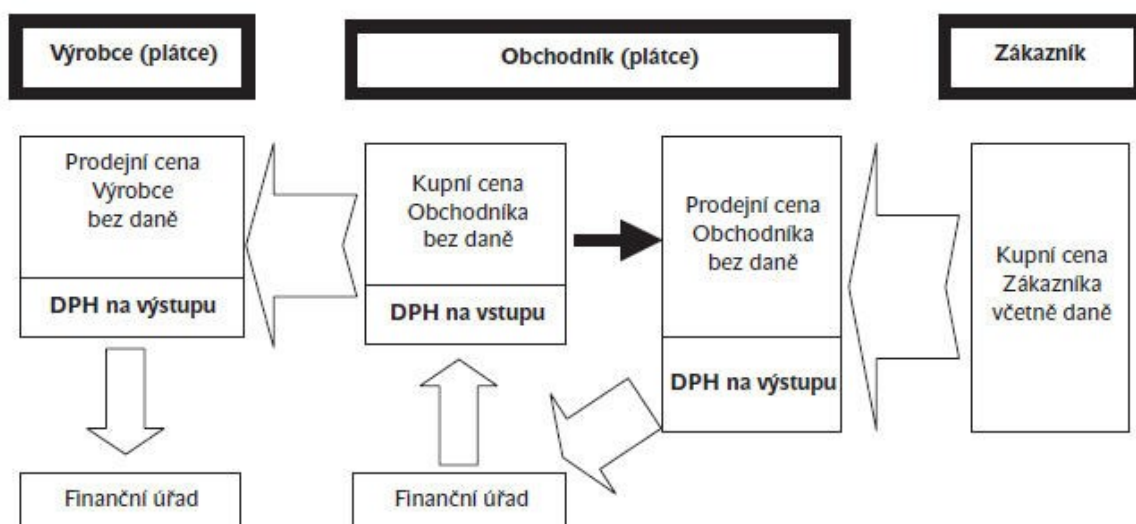 Výrobce (plátce)
Obchodník (plátce)
Zákazník
Prodejní cena
Výrobce
bez daně
DPH na výstupu
Finanční úřad
Kupní cena
Obchodníka
bez daně
DPH na vstupu
Finanční úřad
Prodejní cena
Obchodníka
bez daně
DPH na výstupu
Kupní cena
Zákazníka
včetně daně